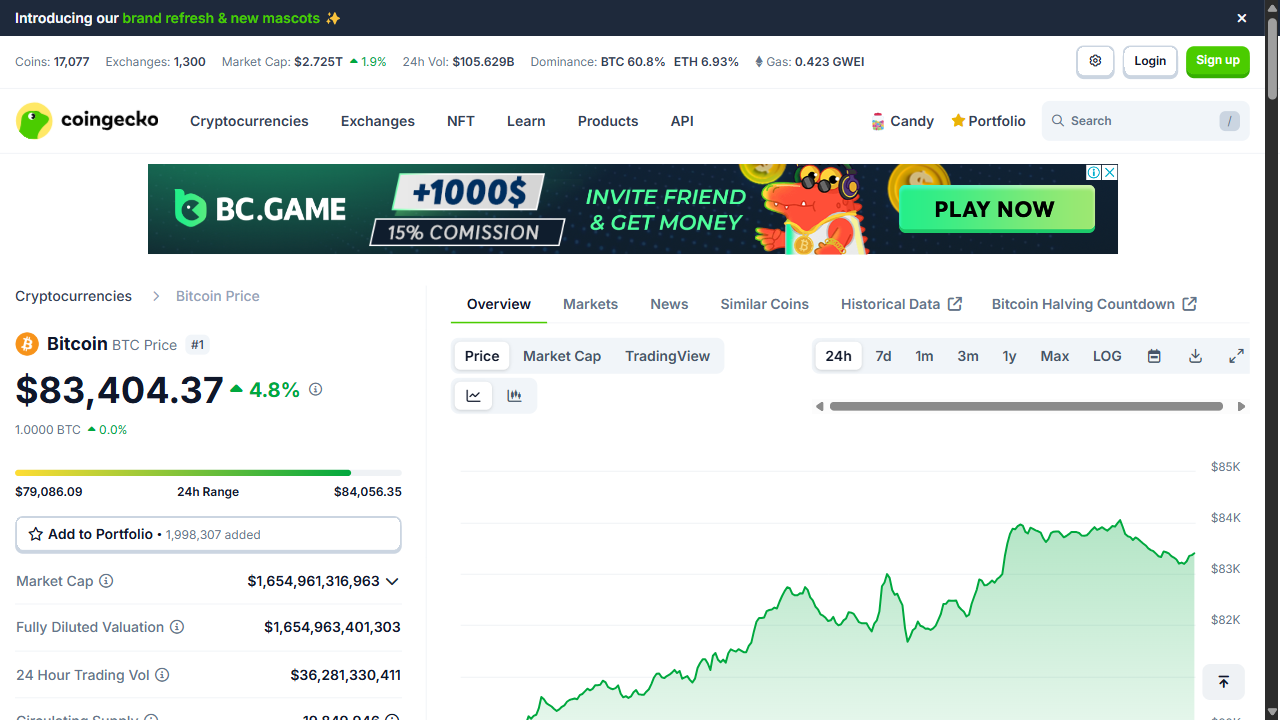 Introducing our brand refresh & new mascots ✨
Coins: 17,077 Exchanges: 1,300 Market Cap: $2.725T 1.9% 24h Vol: $105.629B Dominance: BTC 60.8% ETH 6.93% Gas: 0.423 GWEI
Login
Sign up
coingecko
Cryptocurrencies Exchanges NFT Learn Products API
Candy Portfolio
Search /
BC.GAME
+1000$
15% COMISSION
INVITE FRIEND
& GET MONEY
PLAY NOW
Cryptocurrencies > Bitcoin Price
Bitcoin BTC Price #1
$83,404.37 4.8%
1.0000 BTC 0.0%
$79,086.09 24h Range $84,056.35
Add to Portfolio • 1,998,307 added
Market Cap $1,654,961,316,963
Fully Diluted Valuation $1,654,963,401,303
24 Hour Trading Vol $36,281,330,411
Circulating Supply 19,849,046
Overview Markets News Similar Coins Historical Data Bitcoin Halving Countdown
Price Market Cap TradingView
24h 7d 1m 3m 1y Max LOG
$85K
$84K
$83K
$82K